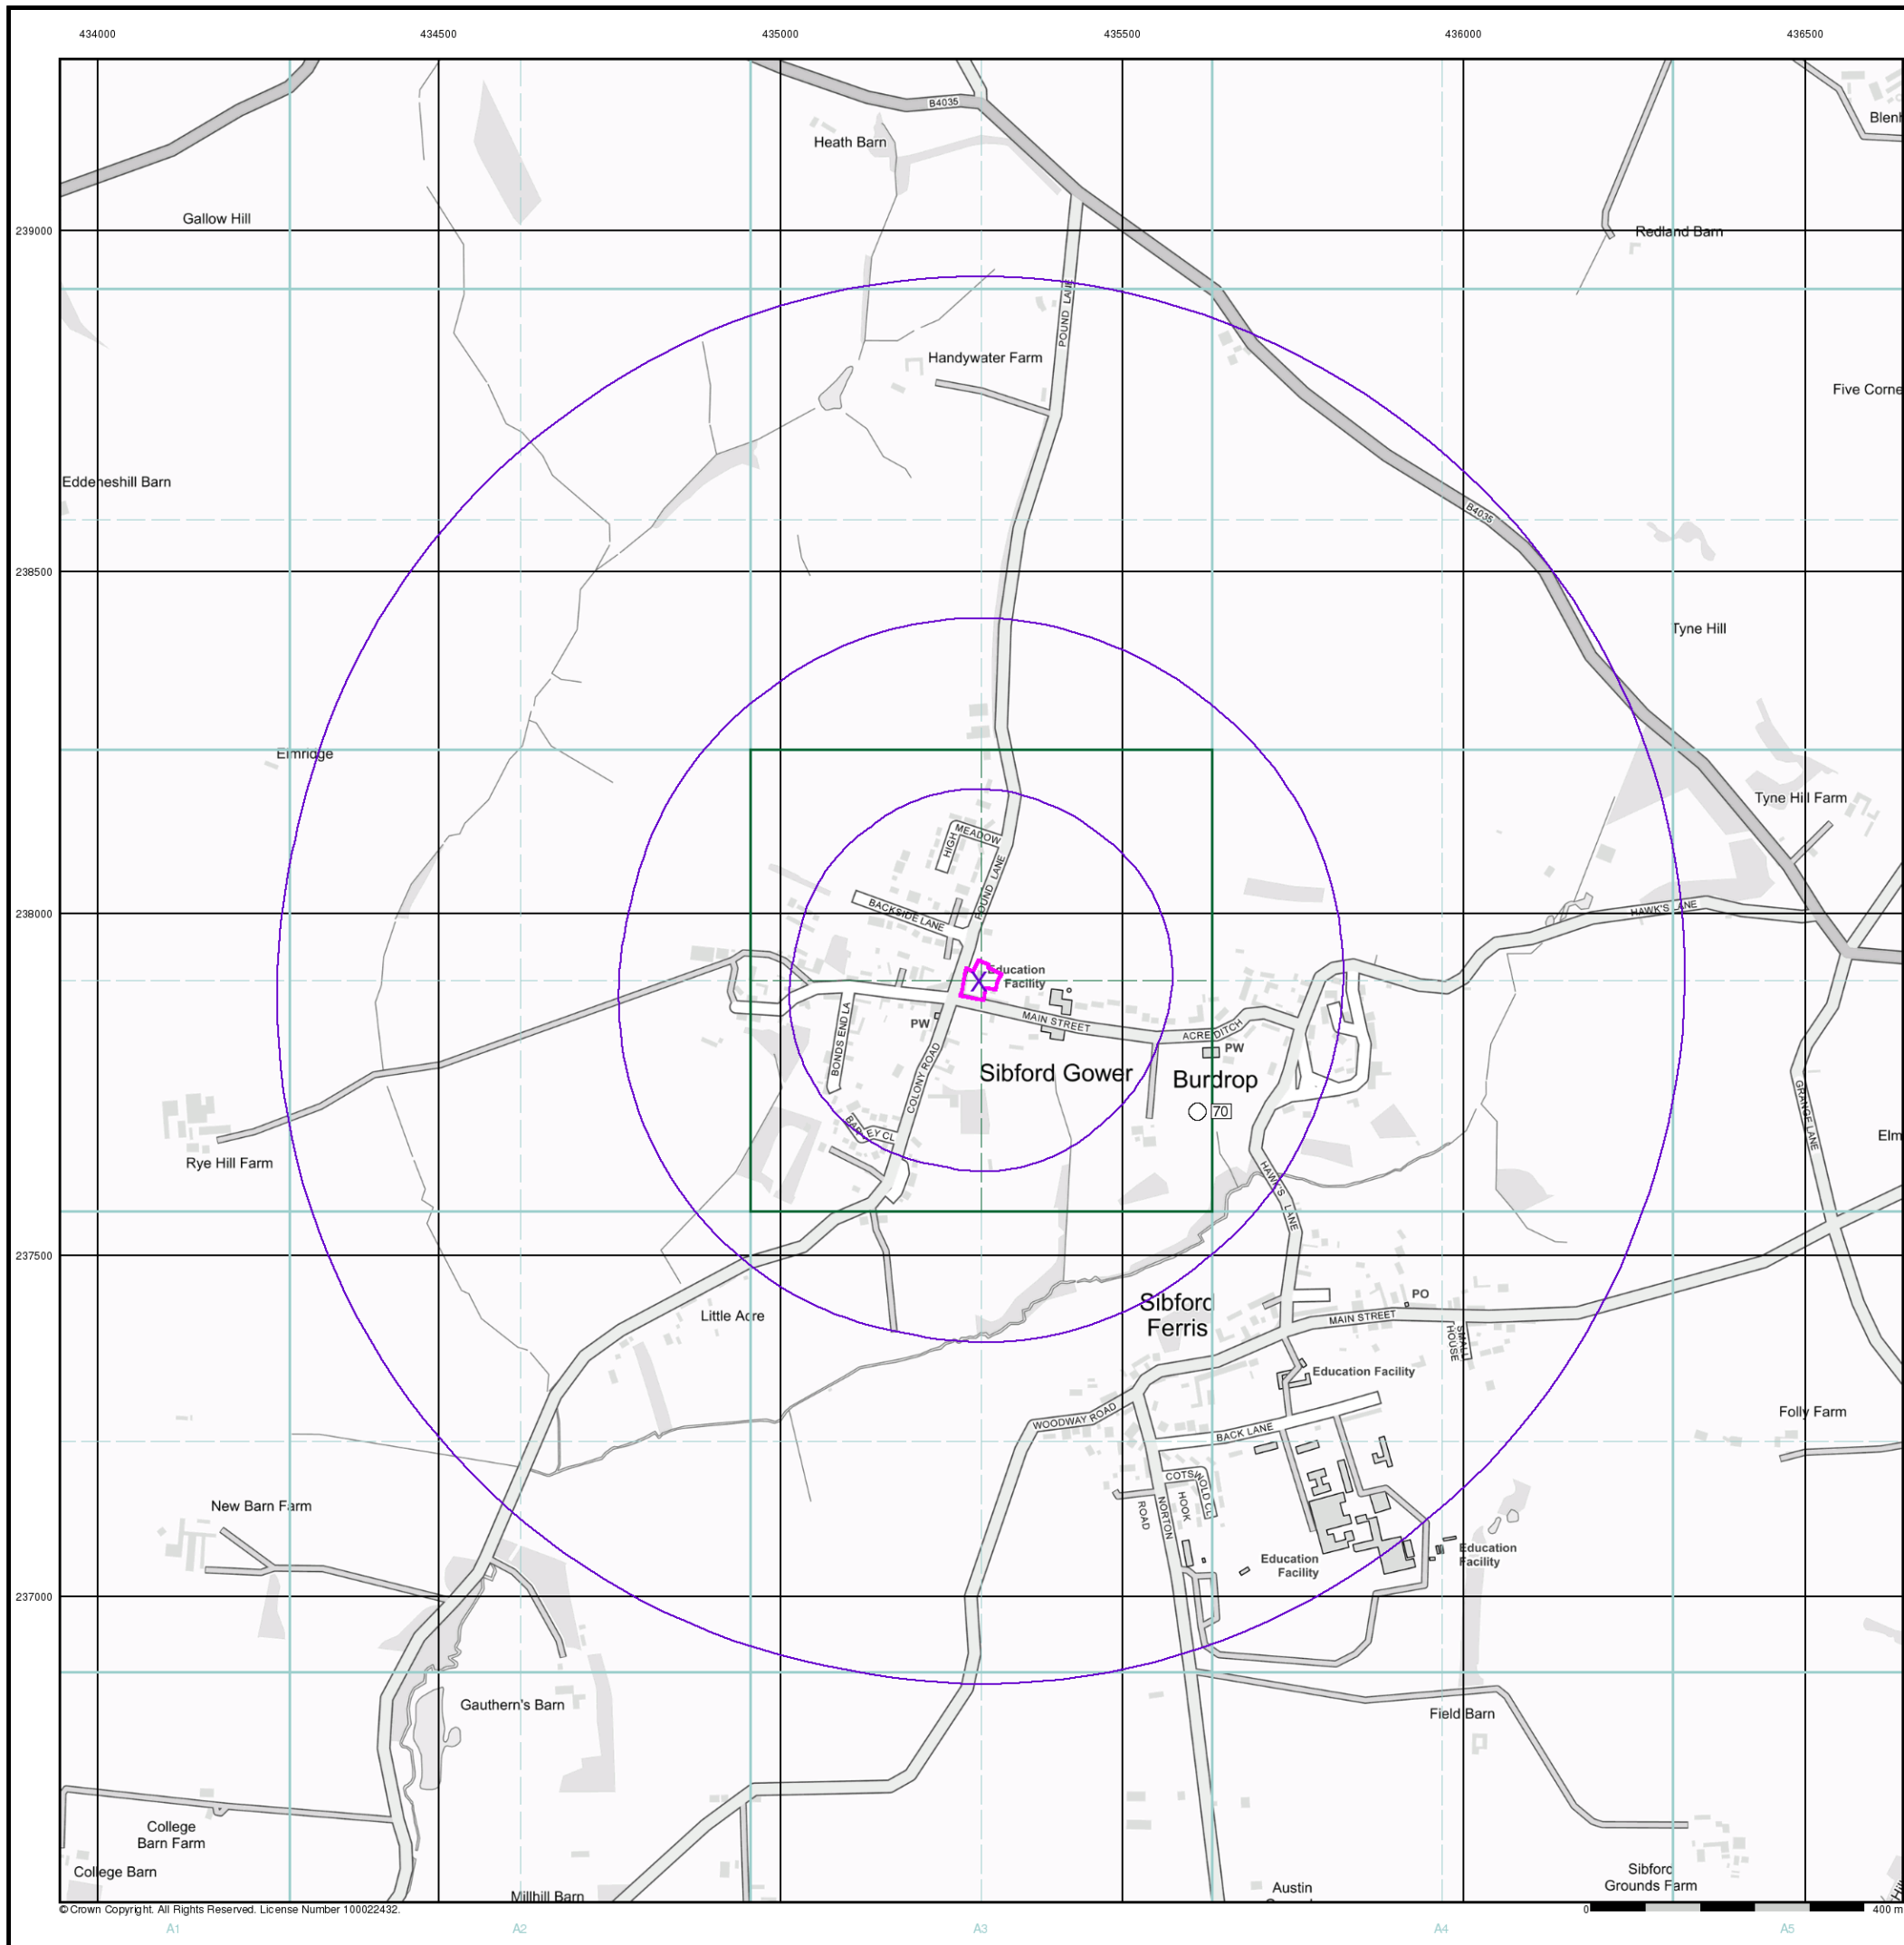 434000 434500 435000 435500 436000 436500
B4035
Heath Barn
Gallow Hill
239000
Redland Barn
POUND LANE
Handywater Farm
Eddeneshill Barn
B4035
238500
Tyne Hill
Elmridge
Tyne Hill Farm
HIGH MEADOW
POUND LANE
BACKSIDE LANE
238000
HAWK'S LANE
Education
Facility
PW
MAIN STREET
ACRE DITCH
PW
BONDS END LA
COLONY ROAD
Sibford Gower
Burdrop
70
GRANGE LANE
BARLEY CL
Rye Hill Farm
HAWK'S LANE
237500
Little Acre
Sibford
Ferris
PO
MAIN STREET
SMALL
HOUSE
Education Facility
WOODWAY ROAD
BACK LANE
Folly Farm
COTSWOLD CL
HOOK
NORTON
ROAD
New Barn Farm
Education
Facility
Education
Facility
237000
Gauthern's Barn
Field Barn
College
Barn Farm
College Barn
Millhill Barn
Sibford
Grounds Farm
Austin
© Crown Copyright. All Rights Reserved. License Number 100022432.
0 400 m
A1 A2 A3 A4 A5